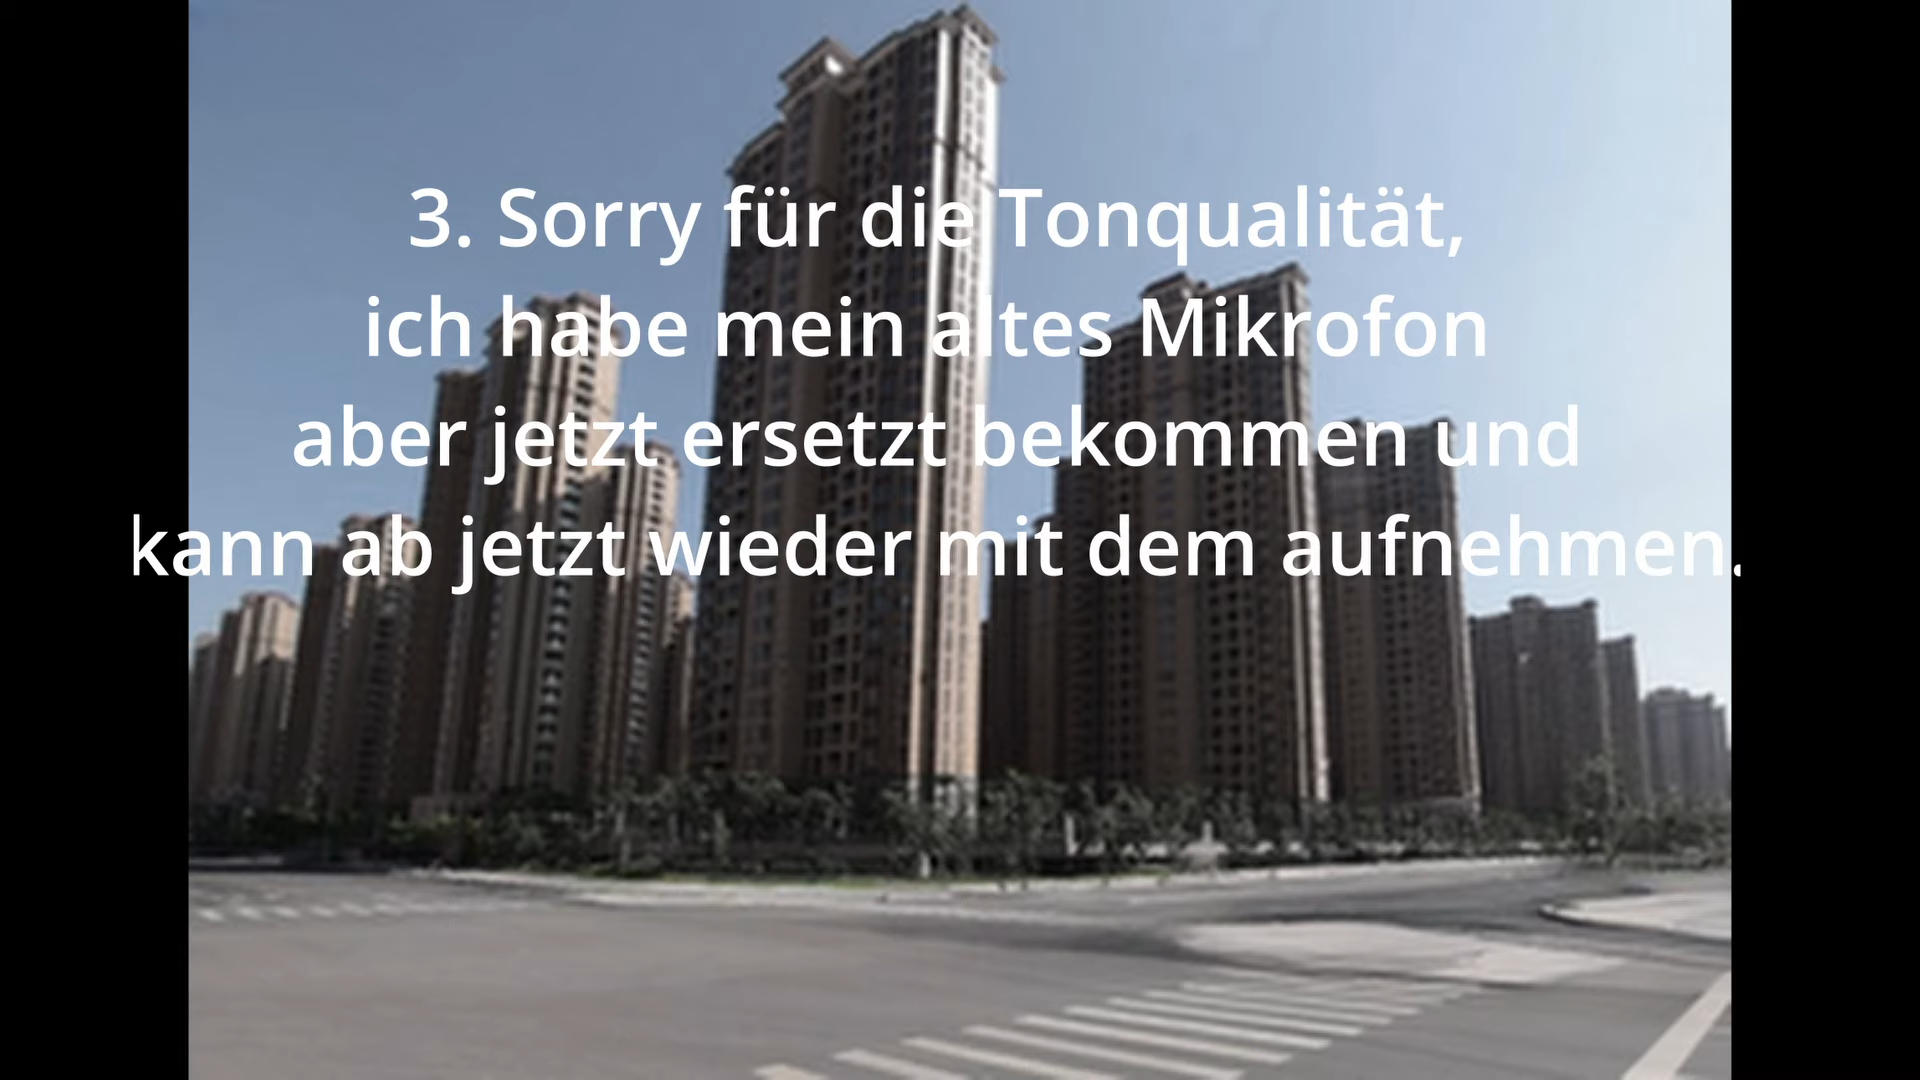 3. Sorry für die Tonqualität,
ich habe mein altes Mikrofon
aber jetzt ersetzt bekommen und
kann ab jetzt wieder mit dem aufnehmen.